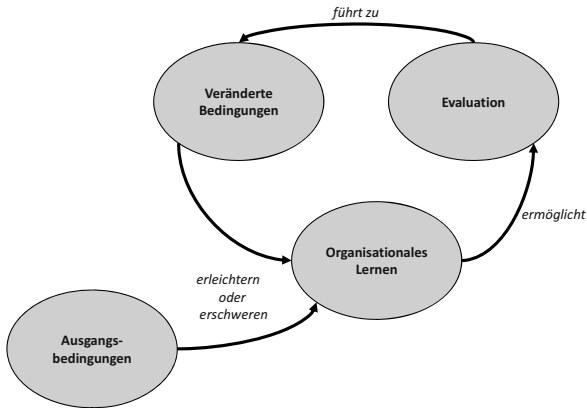 führt zu
Veränderte
Bedingungen
Evaluation
ermöglicht
Organisationales
Lernen
erleichtern
oder
erschweren
Ausgangs-
bedingungen